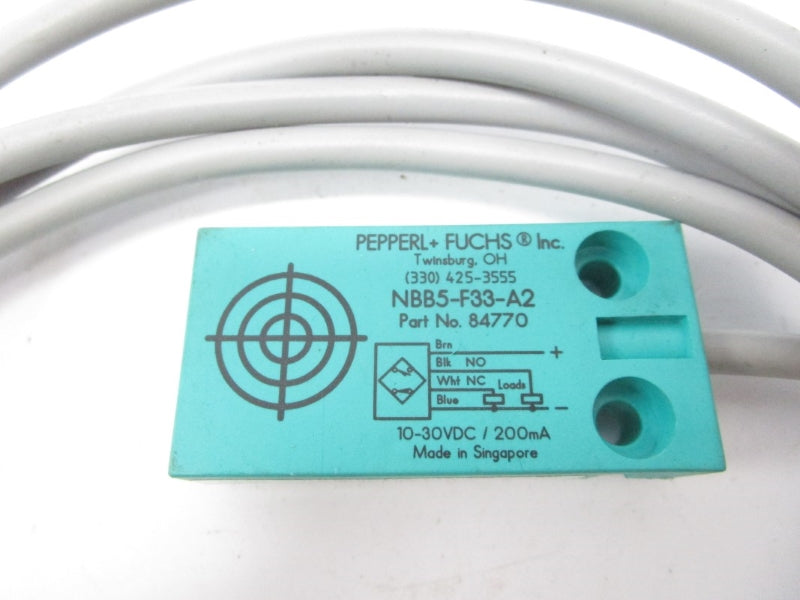 PEPPERL+ FUCHS ® Inc.
Twinsburg, OH
(330) 425-3555
NBB5-F33-A2
Part No. 84770
Brn +
Blk NO
Wht NC Loads
Blue −
10-30VDC / 200mA
Made in Singapore